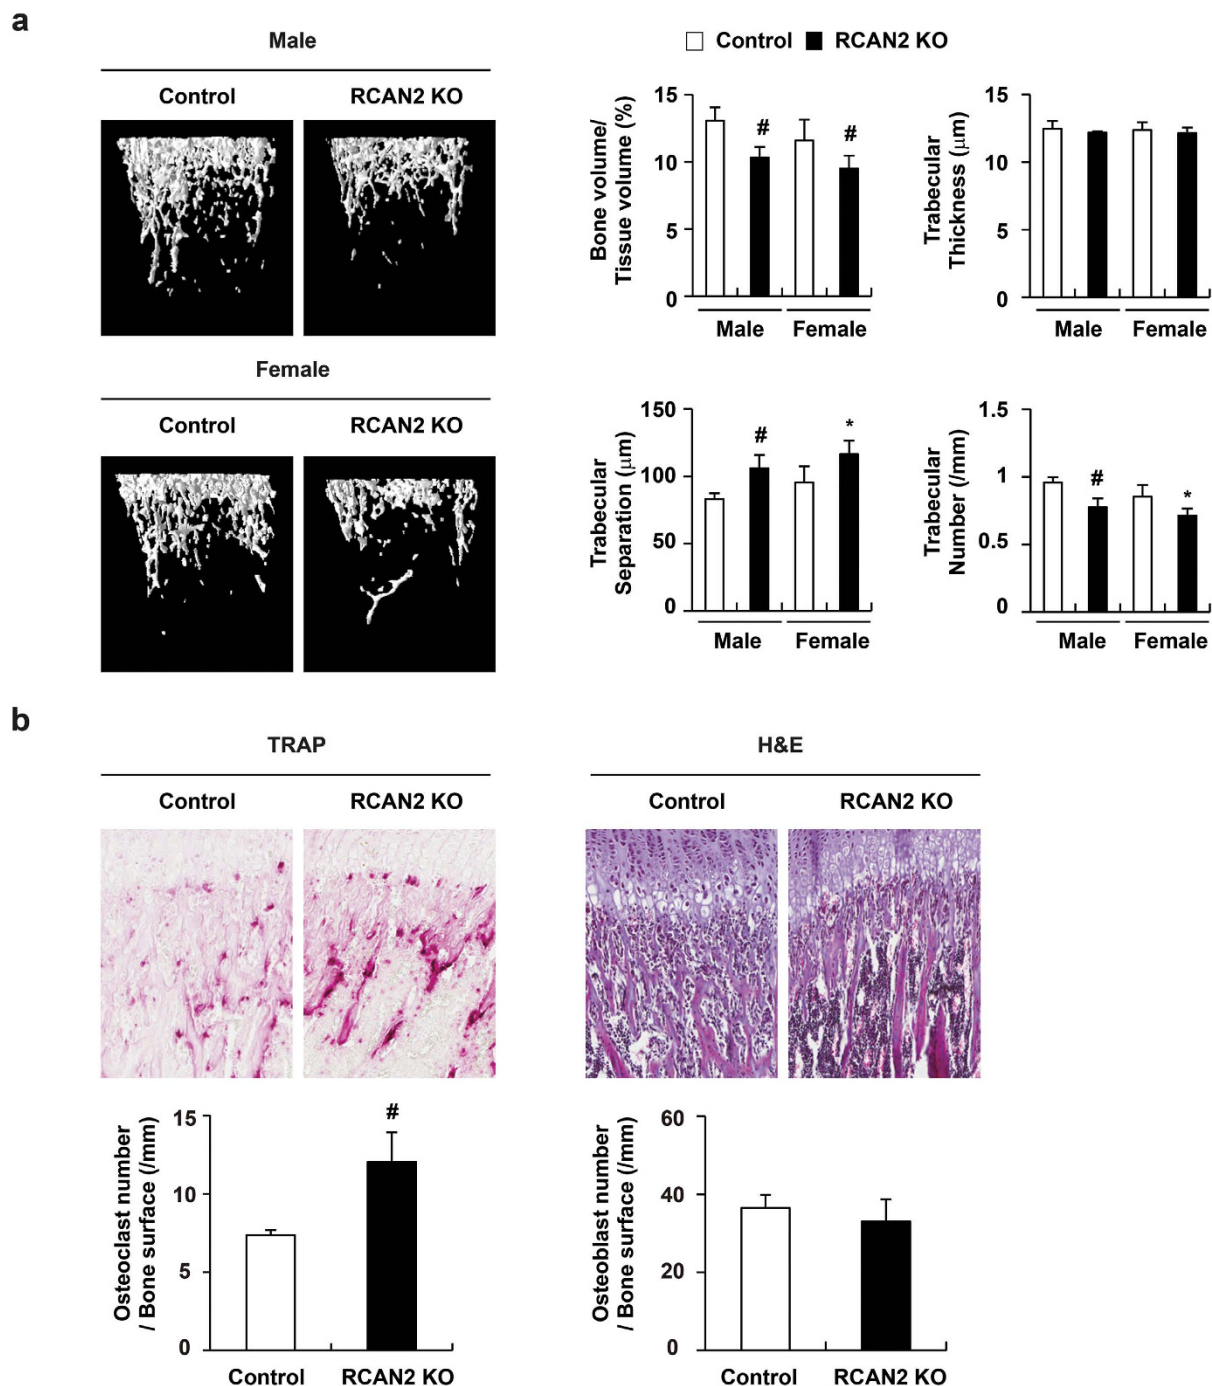 a
Male
Control RCAN2 KO
Female
Control RCAN2 KO
Control RCAN2 KO
Bone volume/
Tissue volume (%)
15
10
5
0
# #
Male Female
Trabecular
Thickness (μm)
15
10
5
0
Male Female
Trabecular
Separation (μm)
150
100
50
0
# *
Male Female
Trabecular
Number (/mm)
1.5
1
0.5
0
# *
Male Female
b
TRAP
Control RCAN2 KO
H&E
Control RCAN2 KO
Osteoclast number
/ Bone surface (/mm)
15
10
5
0
#
Control RCAN2 KO
Osteoblast number
/ Bone surface (/mm)
60
40
20
0
Control RCAN2 KO